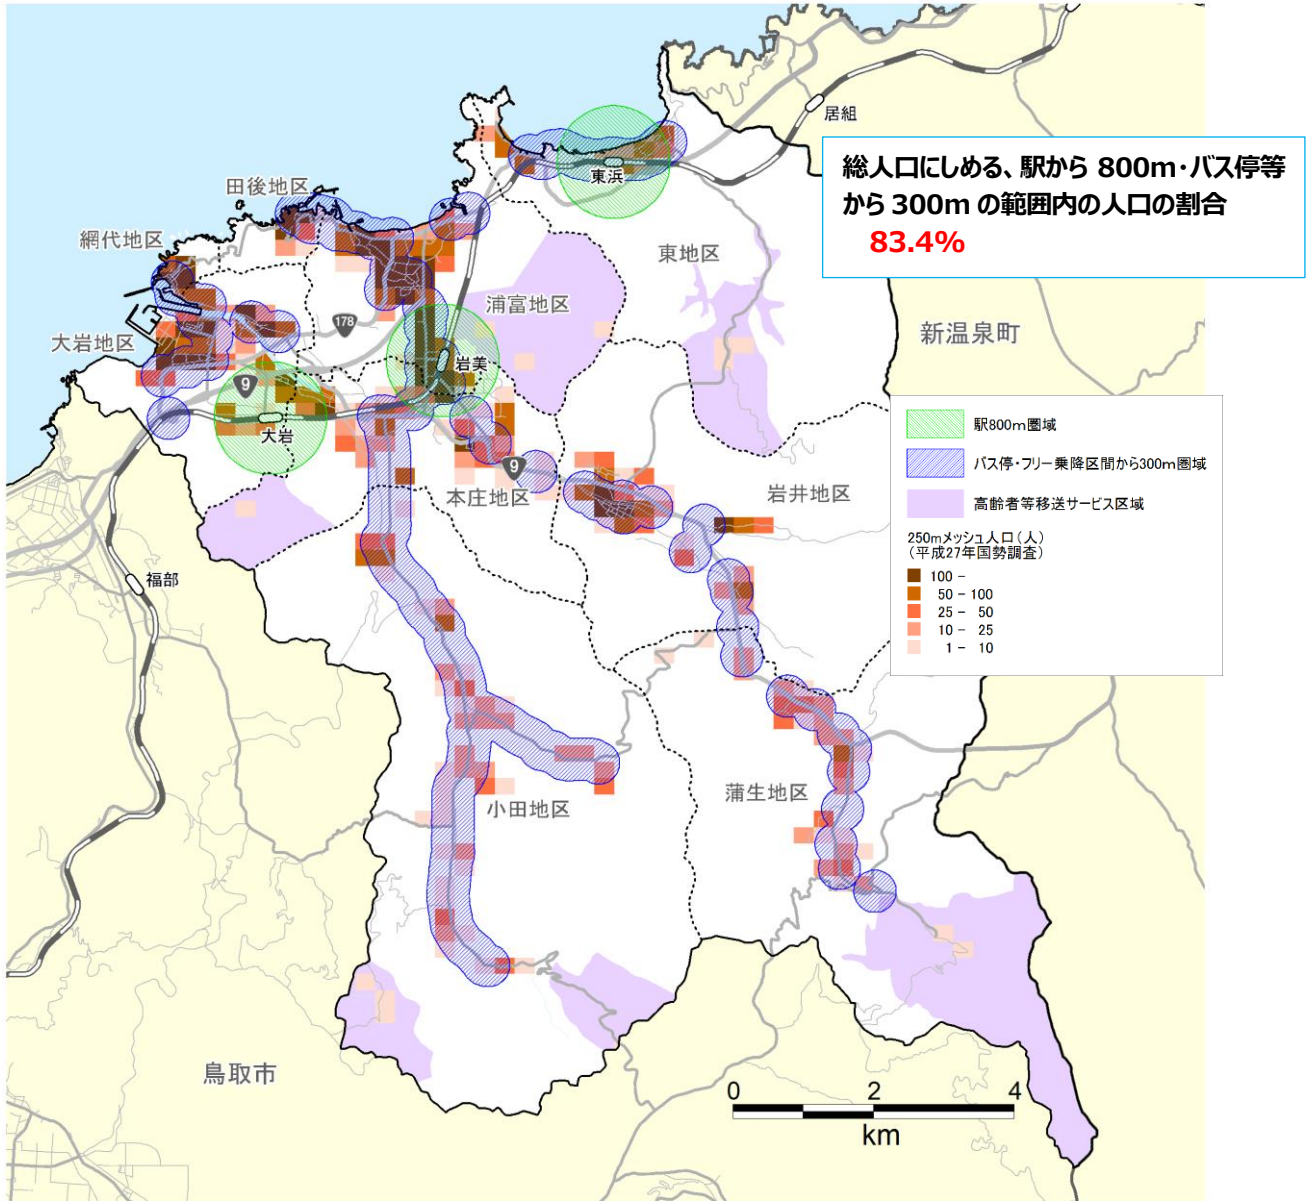 居組
総人口にしめる、駅から 800m・バス停等
から 300m の範囲内の人口の割合
83.4%
東浜
田後地区
網代地区
東地区
浦富地区
178
新温泉町
大岩地区
岩美
9
大岩
駅800m圏域
バス停・フリー乗降区間から300m圏域
高齢者等移送サービス区域
250mメッシュ人口(人)
(平成27年国勢調査)
100 -
50 - 100
25 - 50
10 - 25
1 - 10
9
本庄地区
岩井地区
福部
蒲生地区
小田地区
鳥取市
0 2 4
km